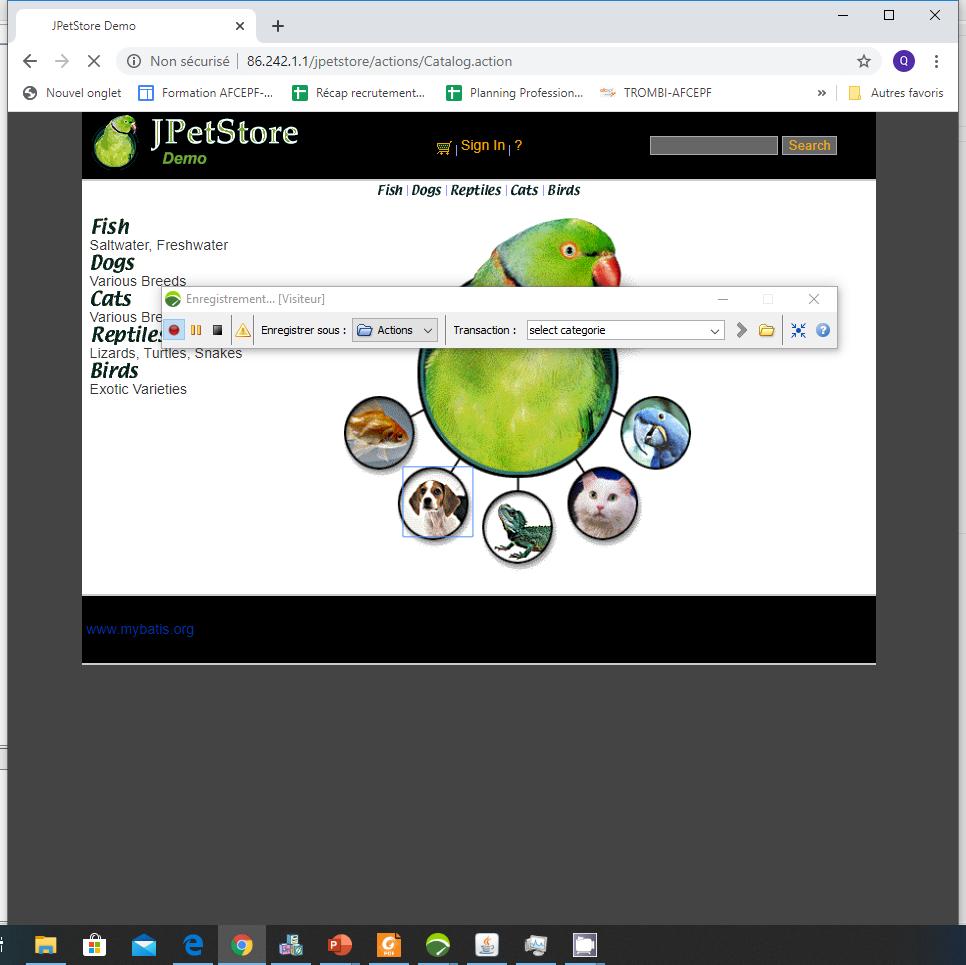 JPetStore Demo
Non sécurisé 86.242.1.1/jpetstore/actions/Catalog.action Q
Nouvel onglet Formation AFCEPF-... Récap recrutement... Planning Profession... TROMBI-AFCEPF » Autres favoris
JPetStore
Demo
Sign In ? Search
Fish | Dogs | Reptiles | Cats | Birds
Fish
Saltwater, Freshwater
Dogs
Various Breeds
Cats
Various Bre
Reptiles
Lizards, Turtles, Snakes
Birds
Exotic Varieties
Enregistrement... [Visiteur]
Enregistrer sous : Actions Transaction : select categorie
www.mybatis.org